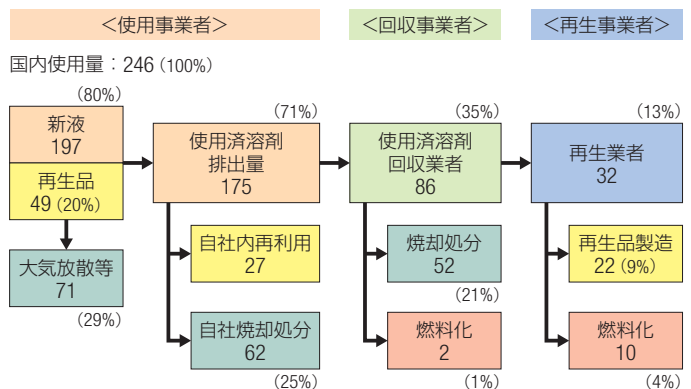 ＜使用事業者＞
＜回収事業者＞
＜再生事業者＞
国内使用量：246 (100%)
(80%)
新液
197
再生品
49 (20%)
大気放散等
71
(29%)
(71%)
使用済溶剤
排出量
175
自社内再利用
27
自社焼却処分
62
(25%)
(35%)
使用済溶剤
回収業者
86
焼却処分
52
(21%)
燃料化
2
(1%)
(13%)
再生業者
32
再生品製造
22 (9%)
燃料化
10
(4%)